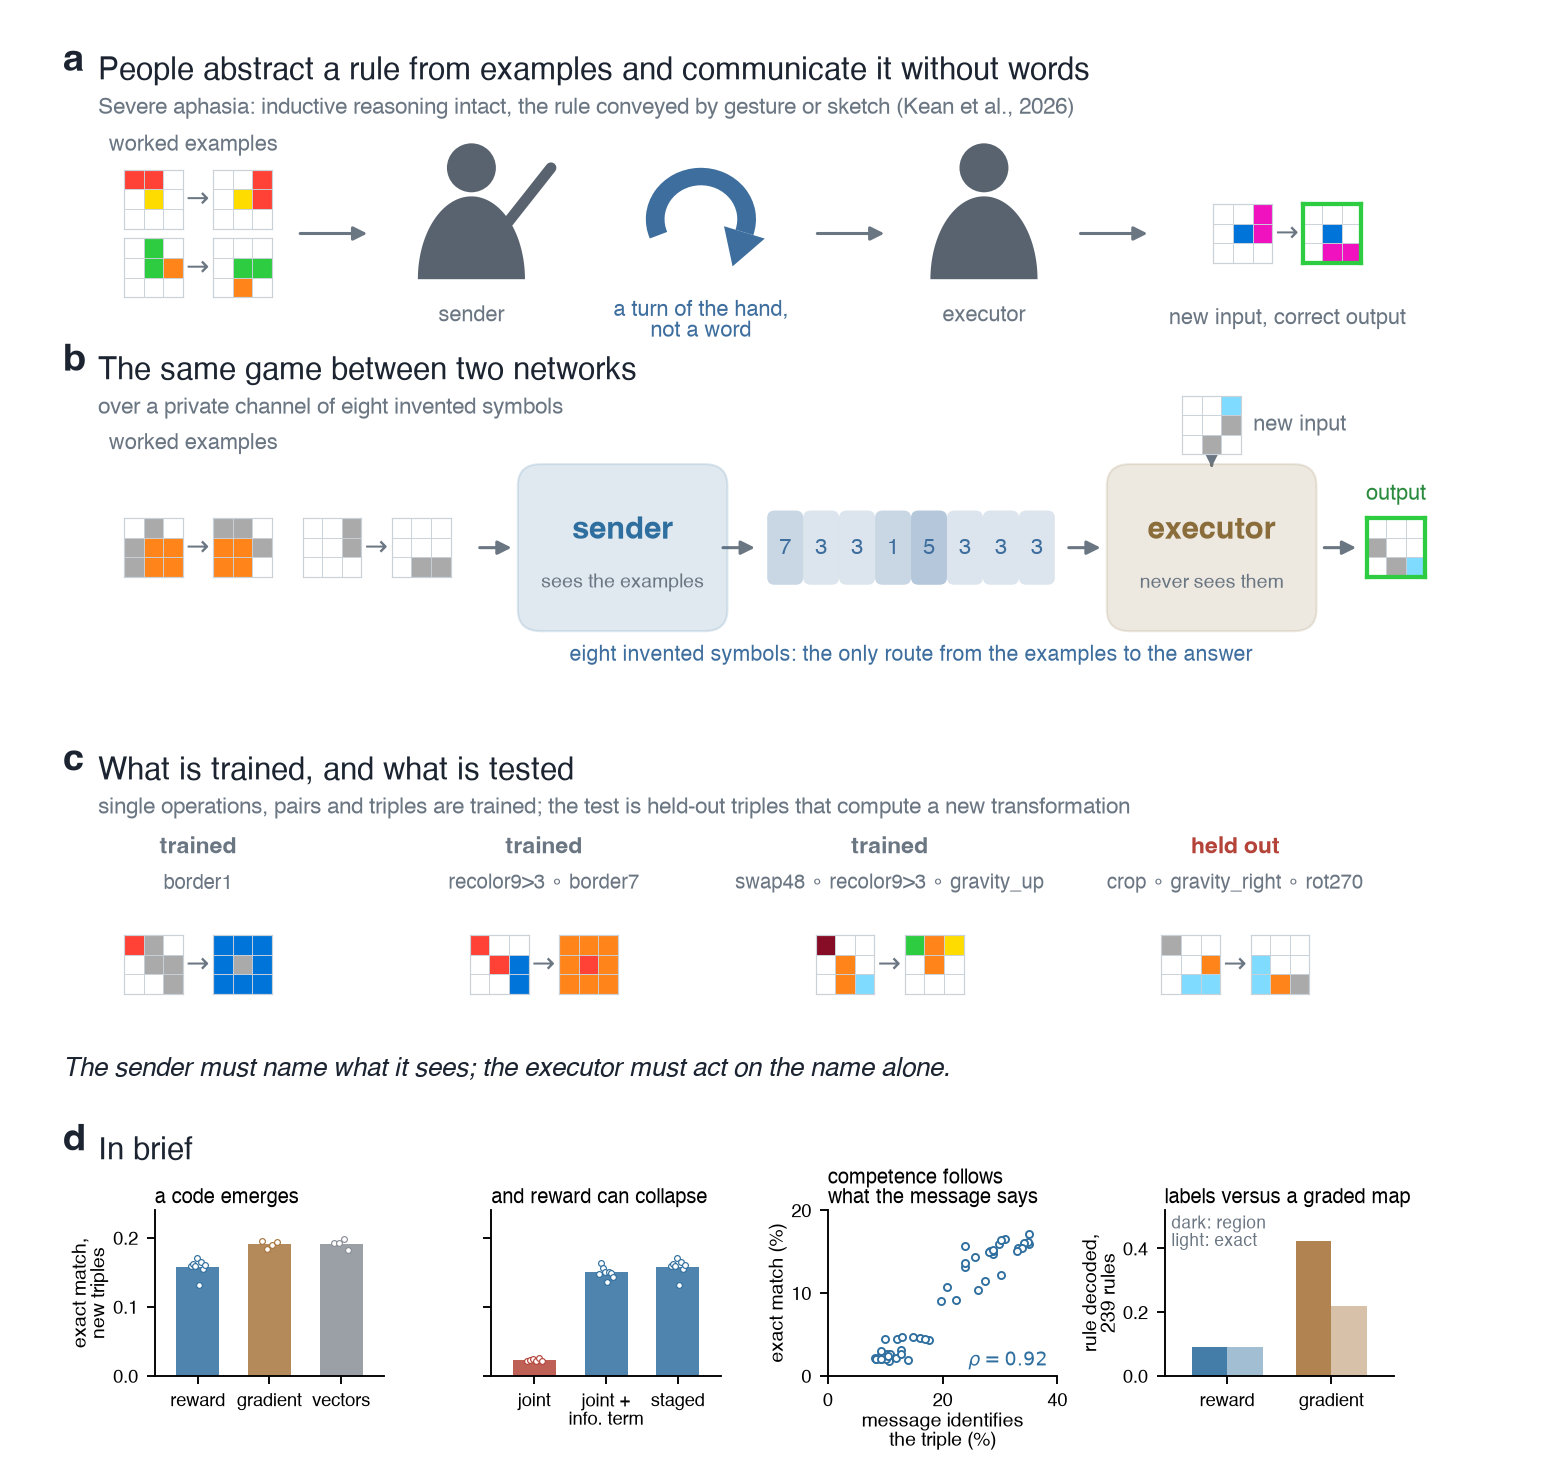 a
People abstract a rule from examples and communicate it without words
Severe aphasia: inductive reasoning intact, the rule conveyed by gesture or sketch (Kean et al., 2026)
worked examples
sender
a turn of the hand,
not a word
executor
new input, correct output
b
The same game between two networks
over a private channel of eight invented symbols
worked examples
new input
sender
sees the examples
7 3 3 1 5 3 3 3
executor
never sees them
output
eight invented symbols: the only route from the examples to the answer
c
What is trained, and what is tested
single operations, pairs and triples are trained; the test is held-out triples that compute a new transformation
trained
border1
trained
recolor9>3 ∘ border7
trained
swap48 ∘ recolor9>3 ∘ gravity_up
held out
crop ∘ gravity_right ∘ rot270
The sender must name what it sees; the executor must act on the name alone.
d
In brief
a code emerges
exact match,
new triples
0.2
0.1
0.0
reward gradient vectors
and reward can collapse
joint
joint +
info. term
staged
competence follows
what the message says
exact match (%)
20
10
0
ρ = 0.92
0 20 40
message identifies
the triple (%)
labels versus a graded map
dark: region
light: exact
rule decoded,
239 rules
0.4
0.2
0.0
reward gradient